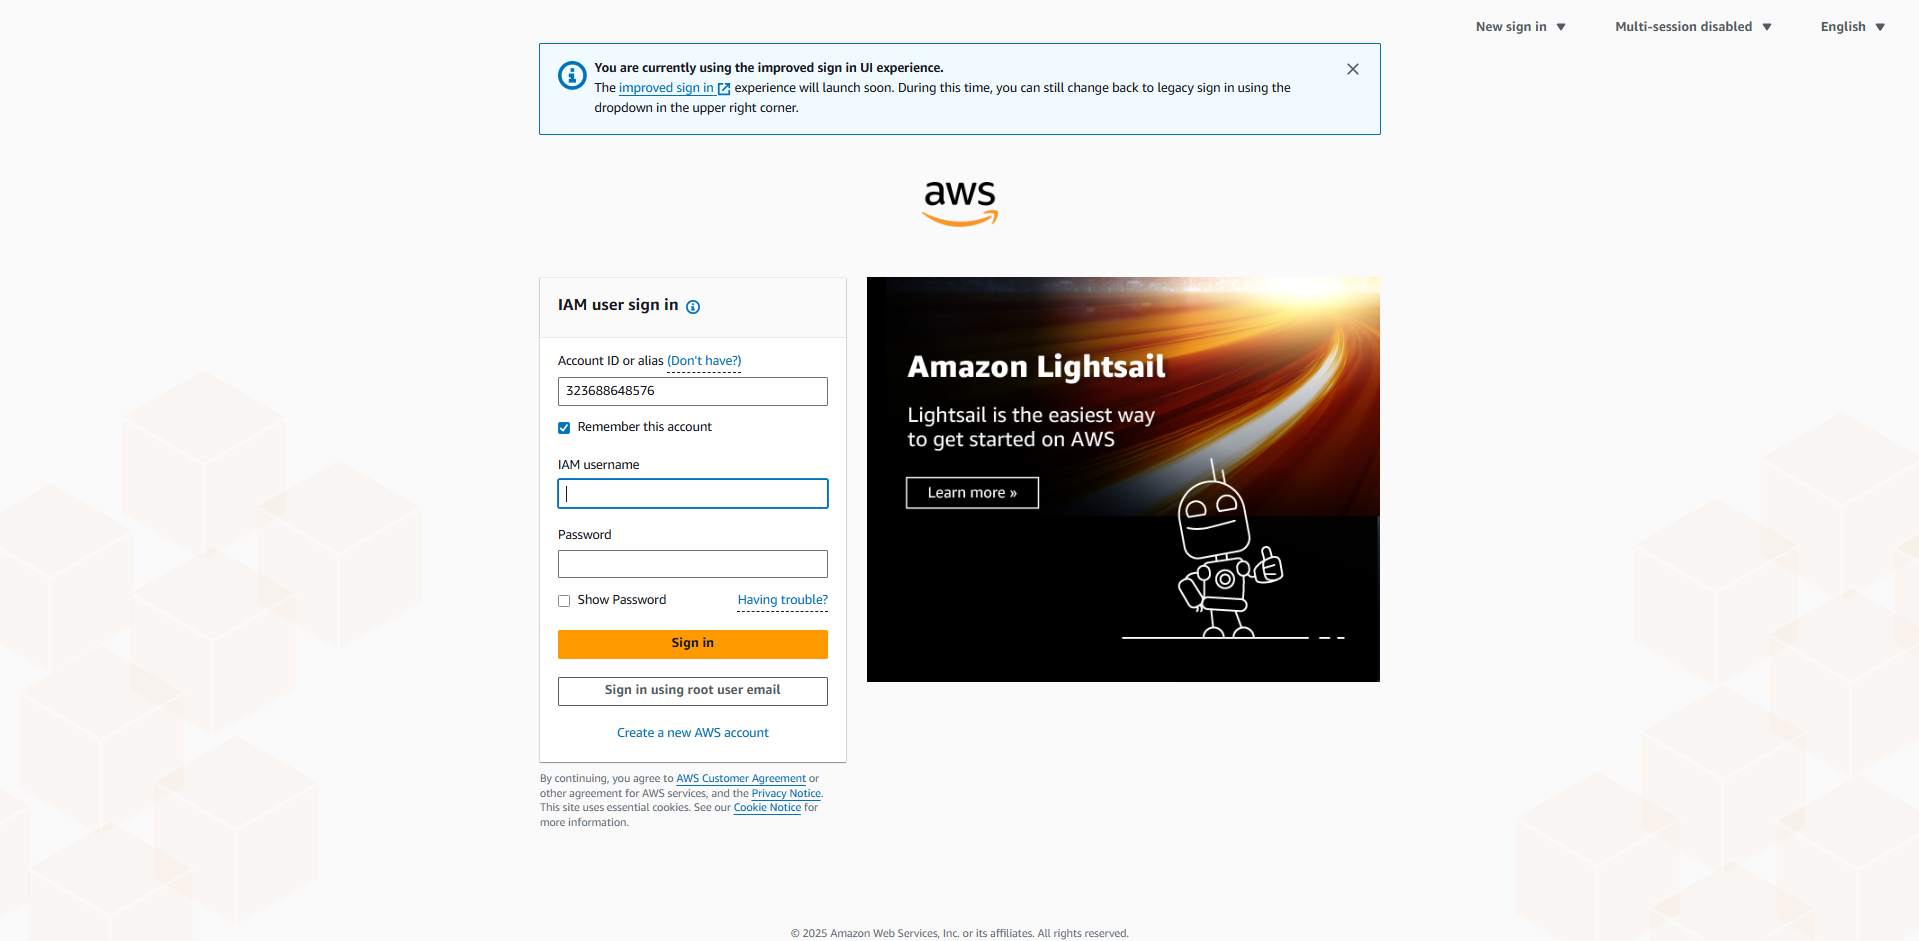 New sign in
Multi-session disabled
English
You are currently using the improved sign in UI experience.
The improved sign in experience will launch soon. During this time, you can still change back to legacy sign in using the
dropdown in the upper right corner.
aws
IAM user sign in
Account ID or alias (Don't have?)
323688648576
Remember this account
IAM username
Password
Show Password
Having trouble?
Sign in
Sign in using root user email
Create a new AWS account
By continuing, you agree to AWS Customer Agreement or
other agreement for AWS services, and the Privacy Notice.
This site uses essential cookies. See our Cookie Notice for
more information.
Amazon Lightsail
Lightsail is the easiest way
to get started on AWS
Learn more »
© 2025 Amazon Web Services, Inc. or its affiliates. All rights reserved.